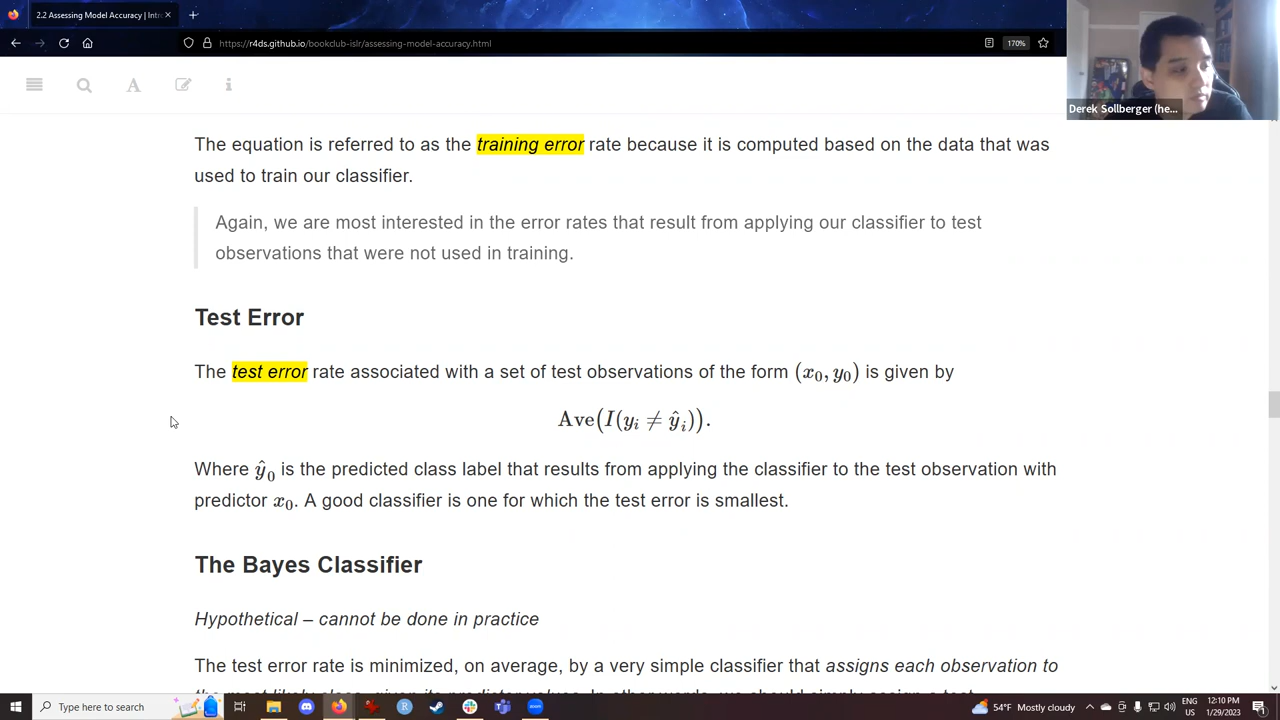 2.2 Assessing Model Accuracy | Intr
https://r4ds.github.io/bookclub-islr/assessing-model-accuracy.html
170%
Derek Sollberger (he...
The equation is referred to as the training error rate because it is computed based on the data that was
used to train our classifier.
Again, we are most interested in the error rates that result from applying our classifier to test
observations that were not used in training.
Test Error
The test error rate associated with a set of test observations of the form (x₀, y₀) is given by
Ave(I(yᵢ ≠ ŷᵢ)).
Where ŷ₀ is the predicted class label that results from applying the classifier to the test observation with
predictor x₀. A good classifier is one for which the test error is smallest.
The Bayes Classifier
Hypothetical – cannot be done in practice
The test error rate is minimized, on average, by a very simple classifier that assigns each observation to
Type here to search
54°F Mostly cloudy
ENG
US
12:10 PM
1/29/2023